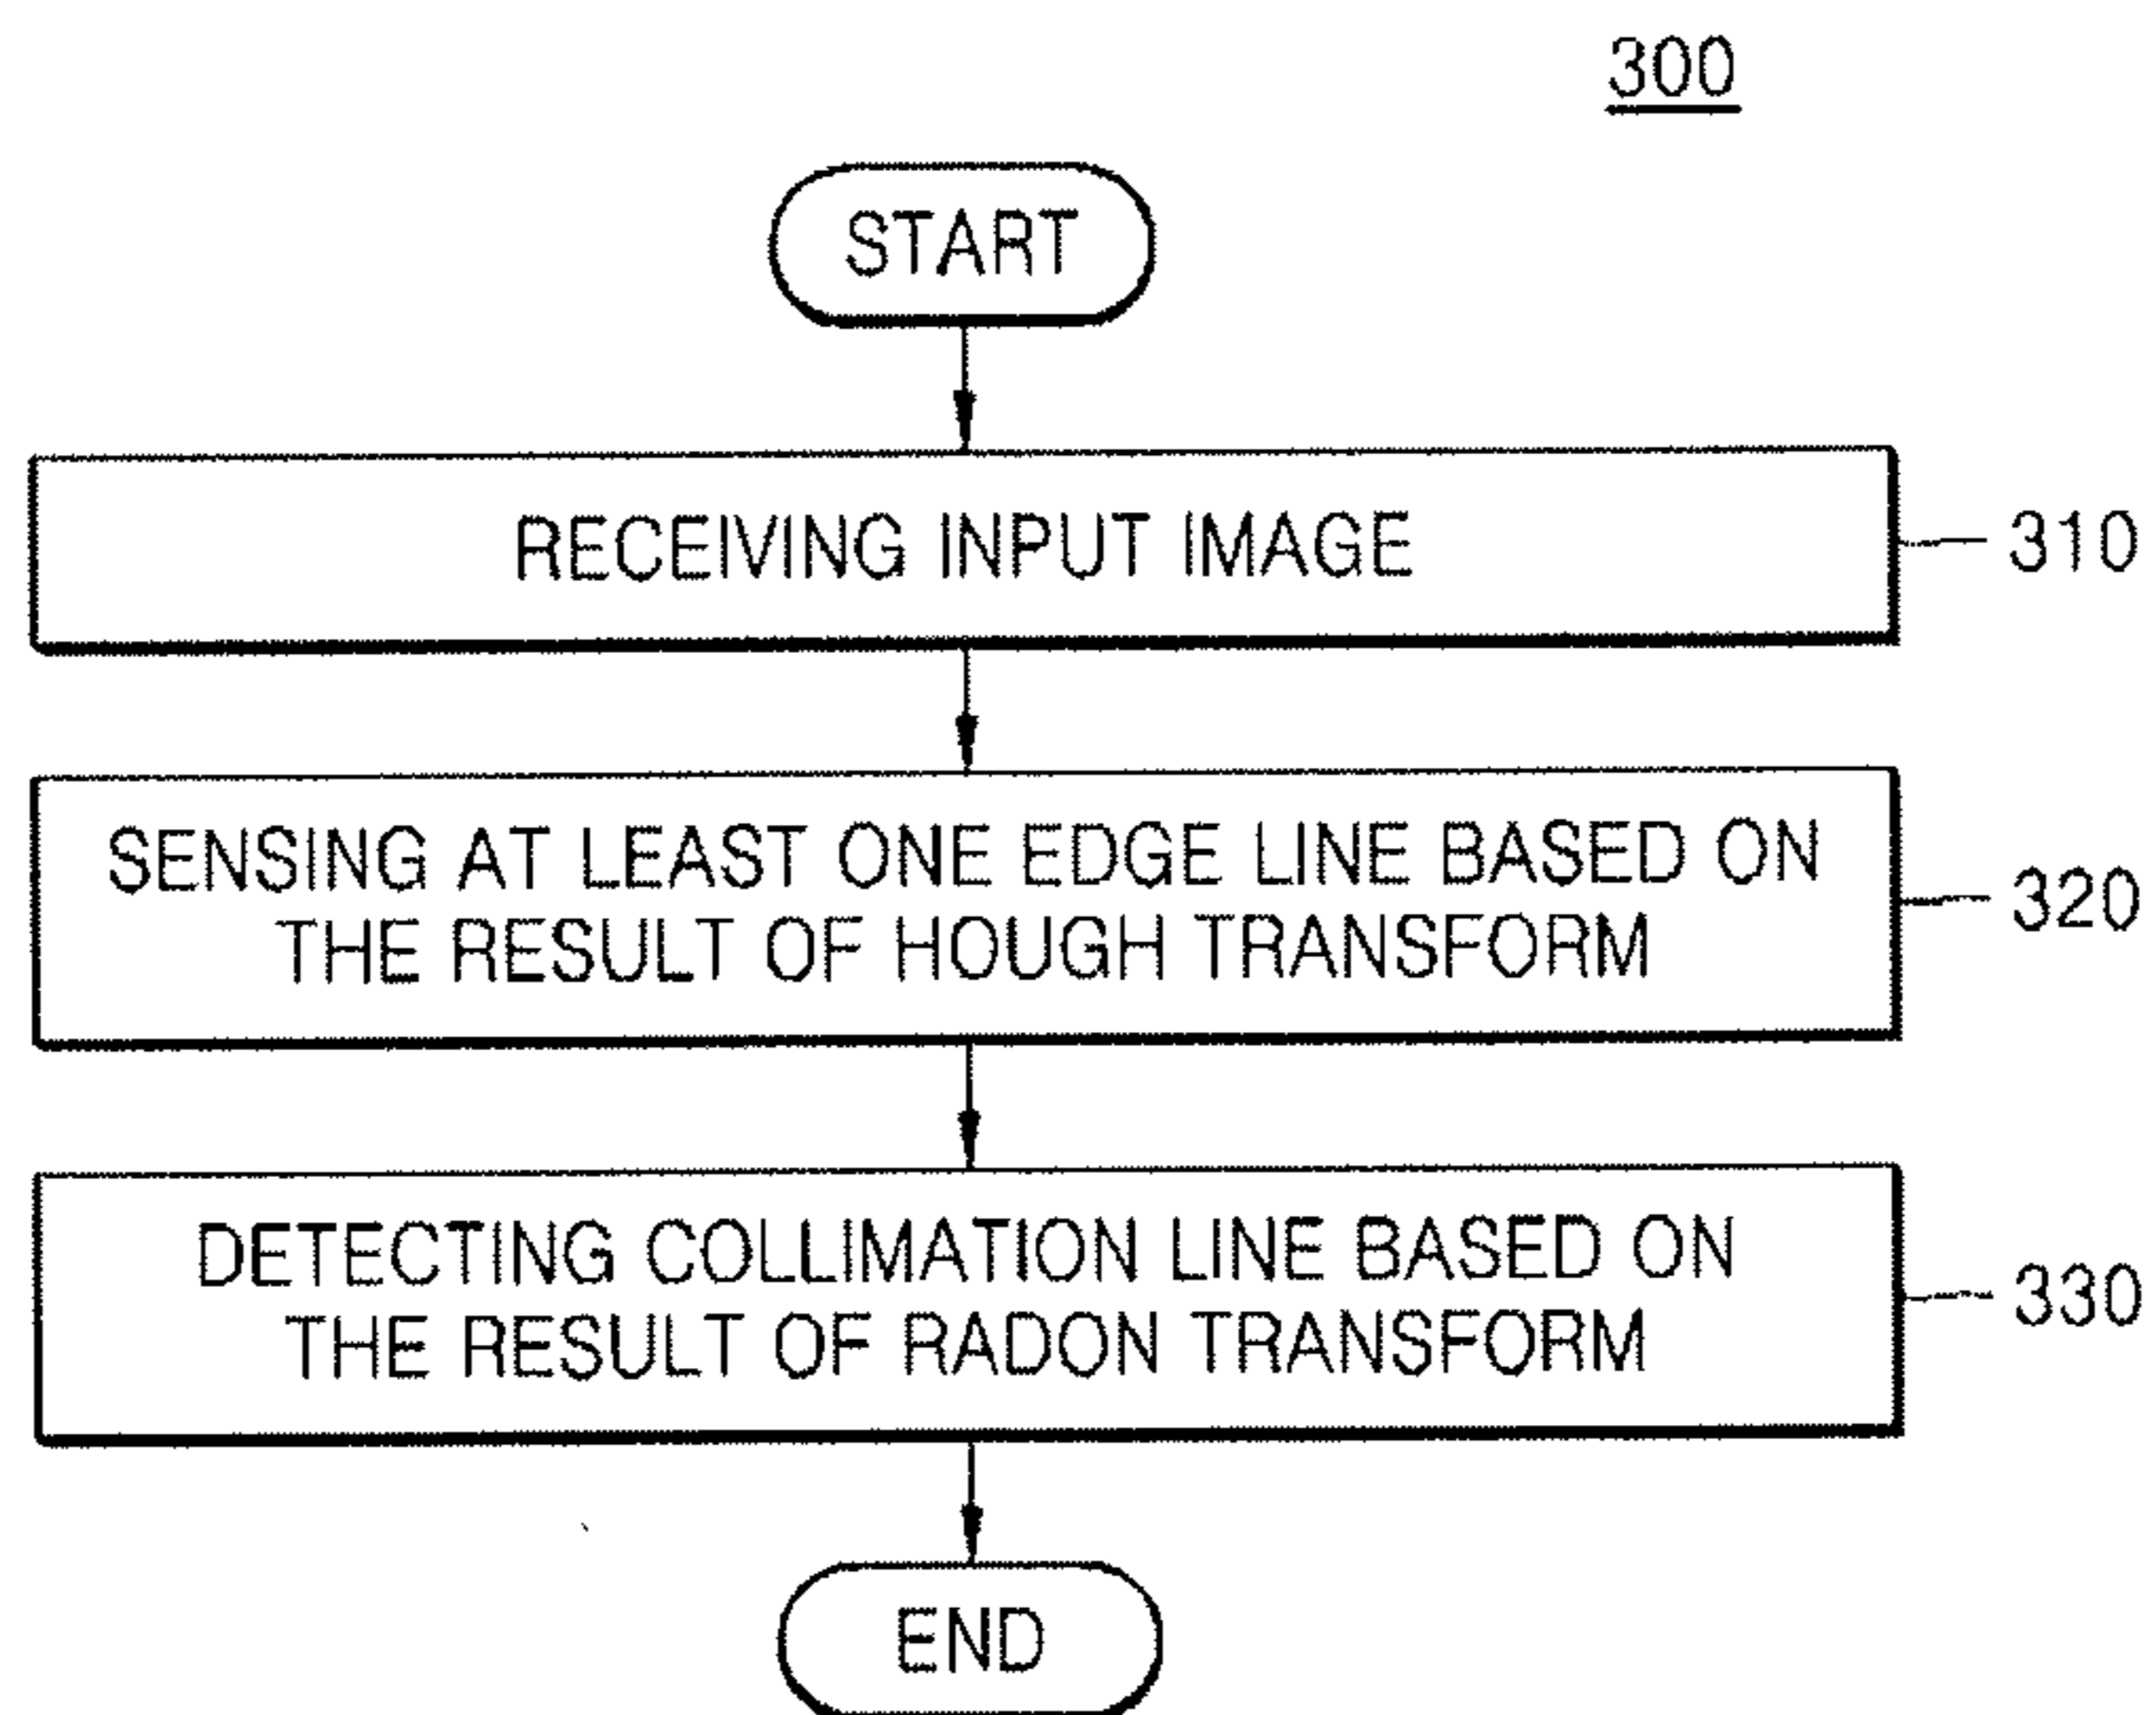 300
START
RECEIVING INPUT IMAGE
310
SENSING AT LEAST ONE EDGE LINE BASED ON
THE RESULT OF HOUGH TRANSFORM
320
DETECTING COLLIMATION LINE BASED ON
THE RESULT OF RADON TRANSFORM
330
END